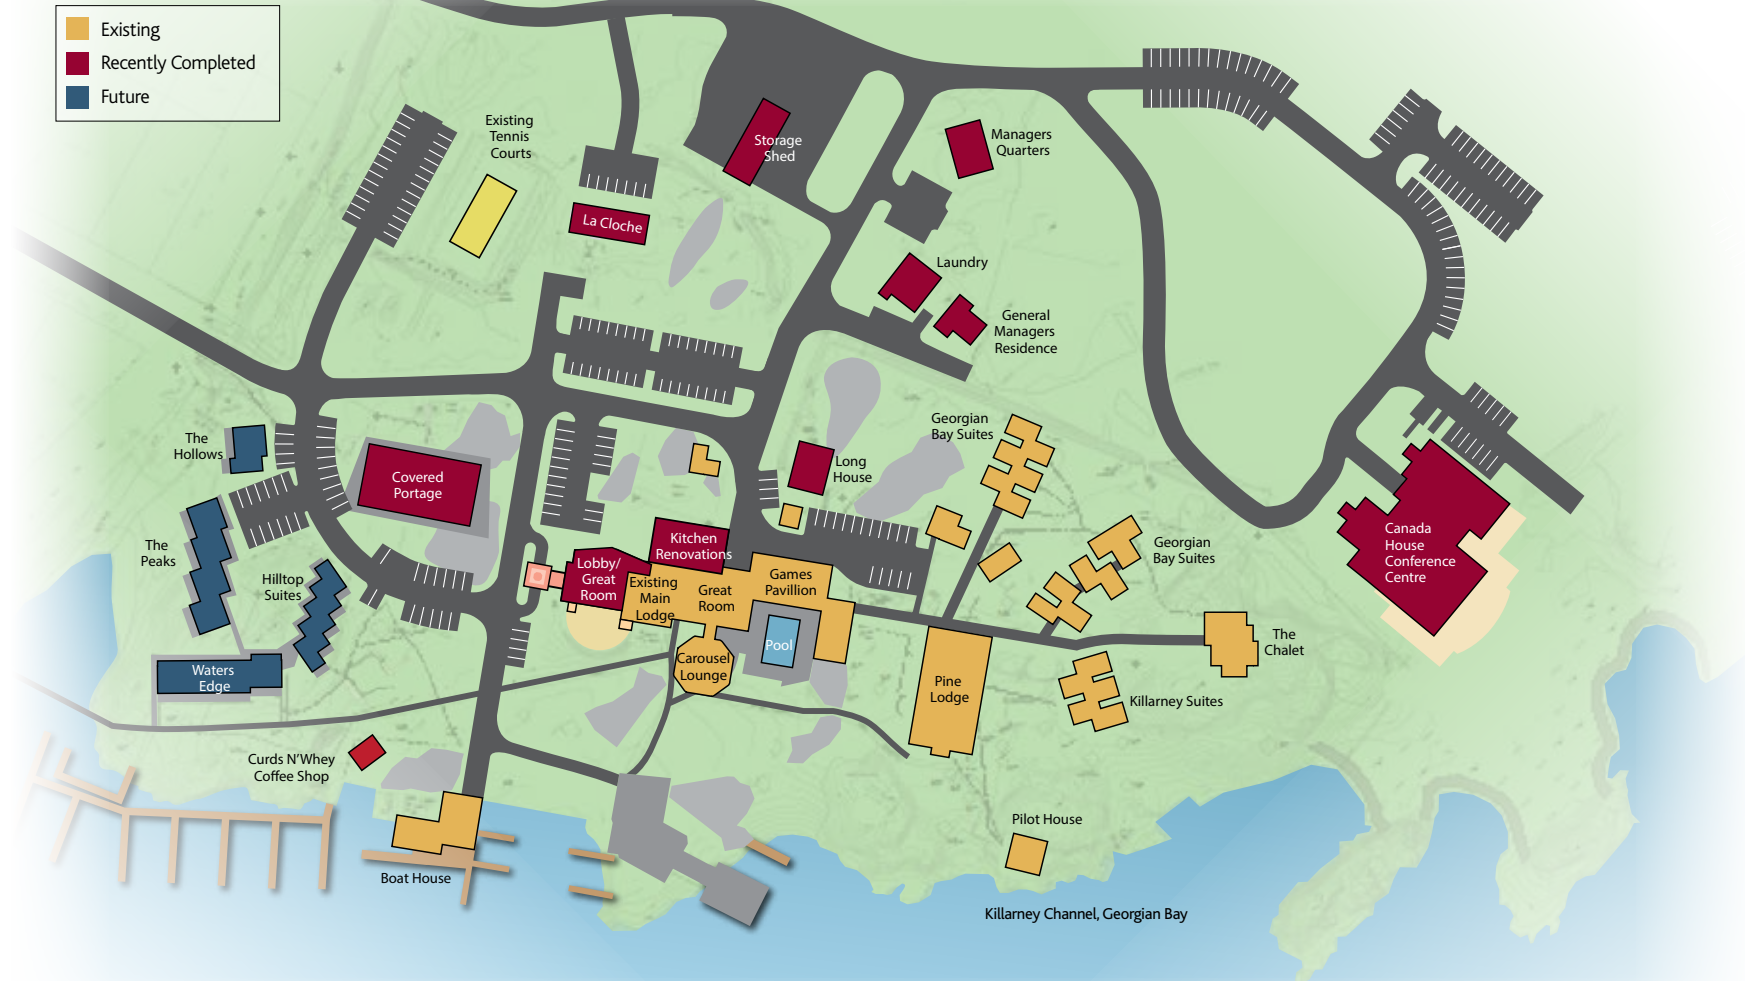 Existing
Recently Completed
Future
Existing
Tennis
Courts
Storage
Shed
Managers
Quarters
La Cloche
Laundry
General
Managers
Residence
The
Hollows
Covered
Portage
Long
House
Georgian
Bay Suites
The
Peaks
Hilltop
Suites
Kitchen
Renovations
Lobby/
Great
Room
Existing
Main
Lodge
Great
Room
Games
Pavillion
Georgian
Bay Suites
Canada
House
Conference
Centre
Waters
Edge
Carousel
Lounge
Pool
Pine
Lodge
The
Chalet
Killarney Suites
Curds N'Whey
Coffee Shop
Boat House
Pilot House
Killarney Channel, Georgian Bay